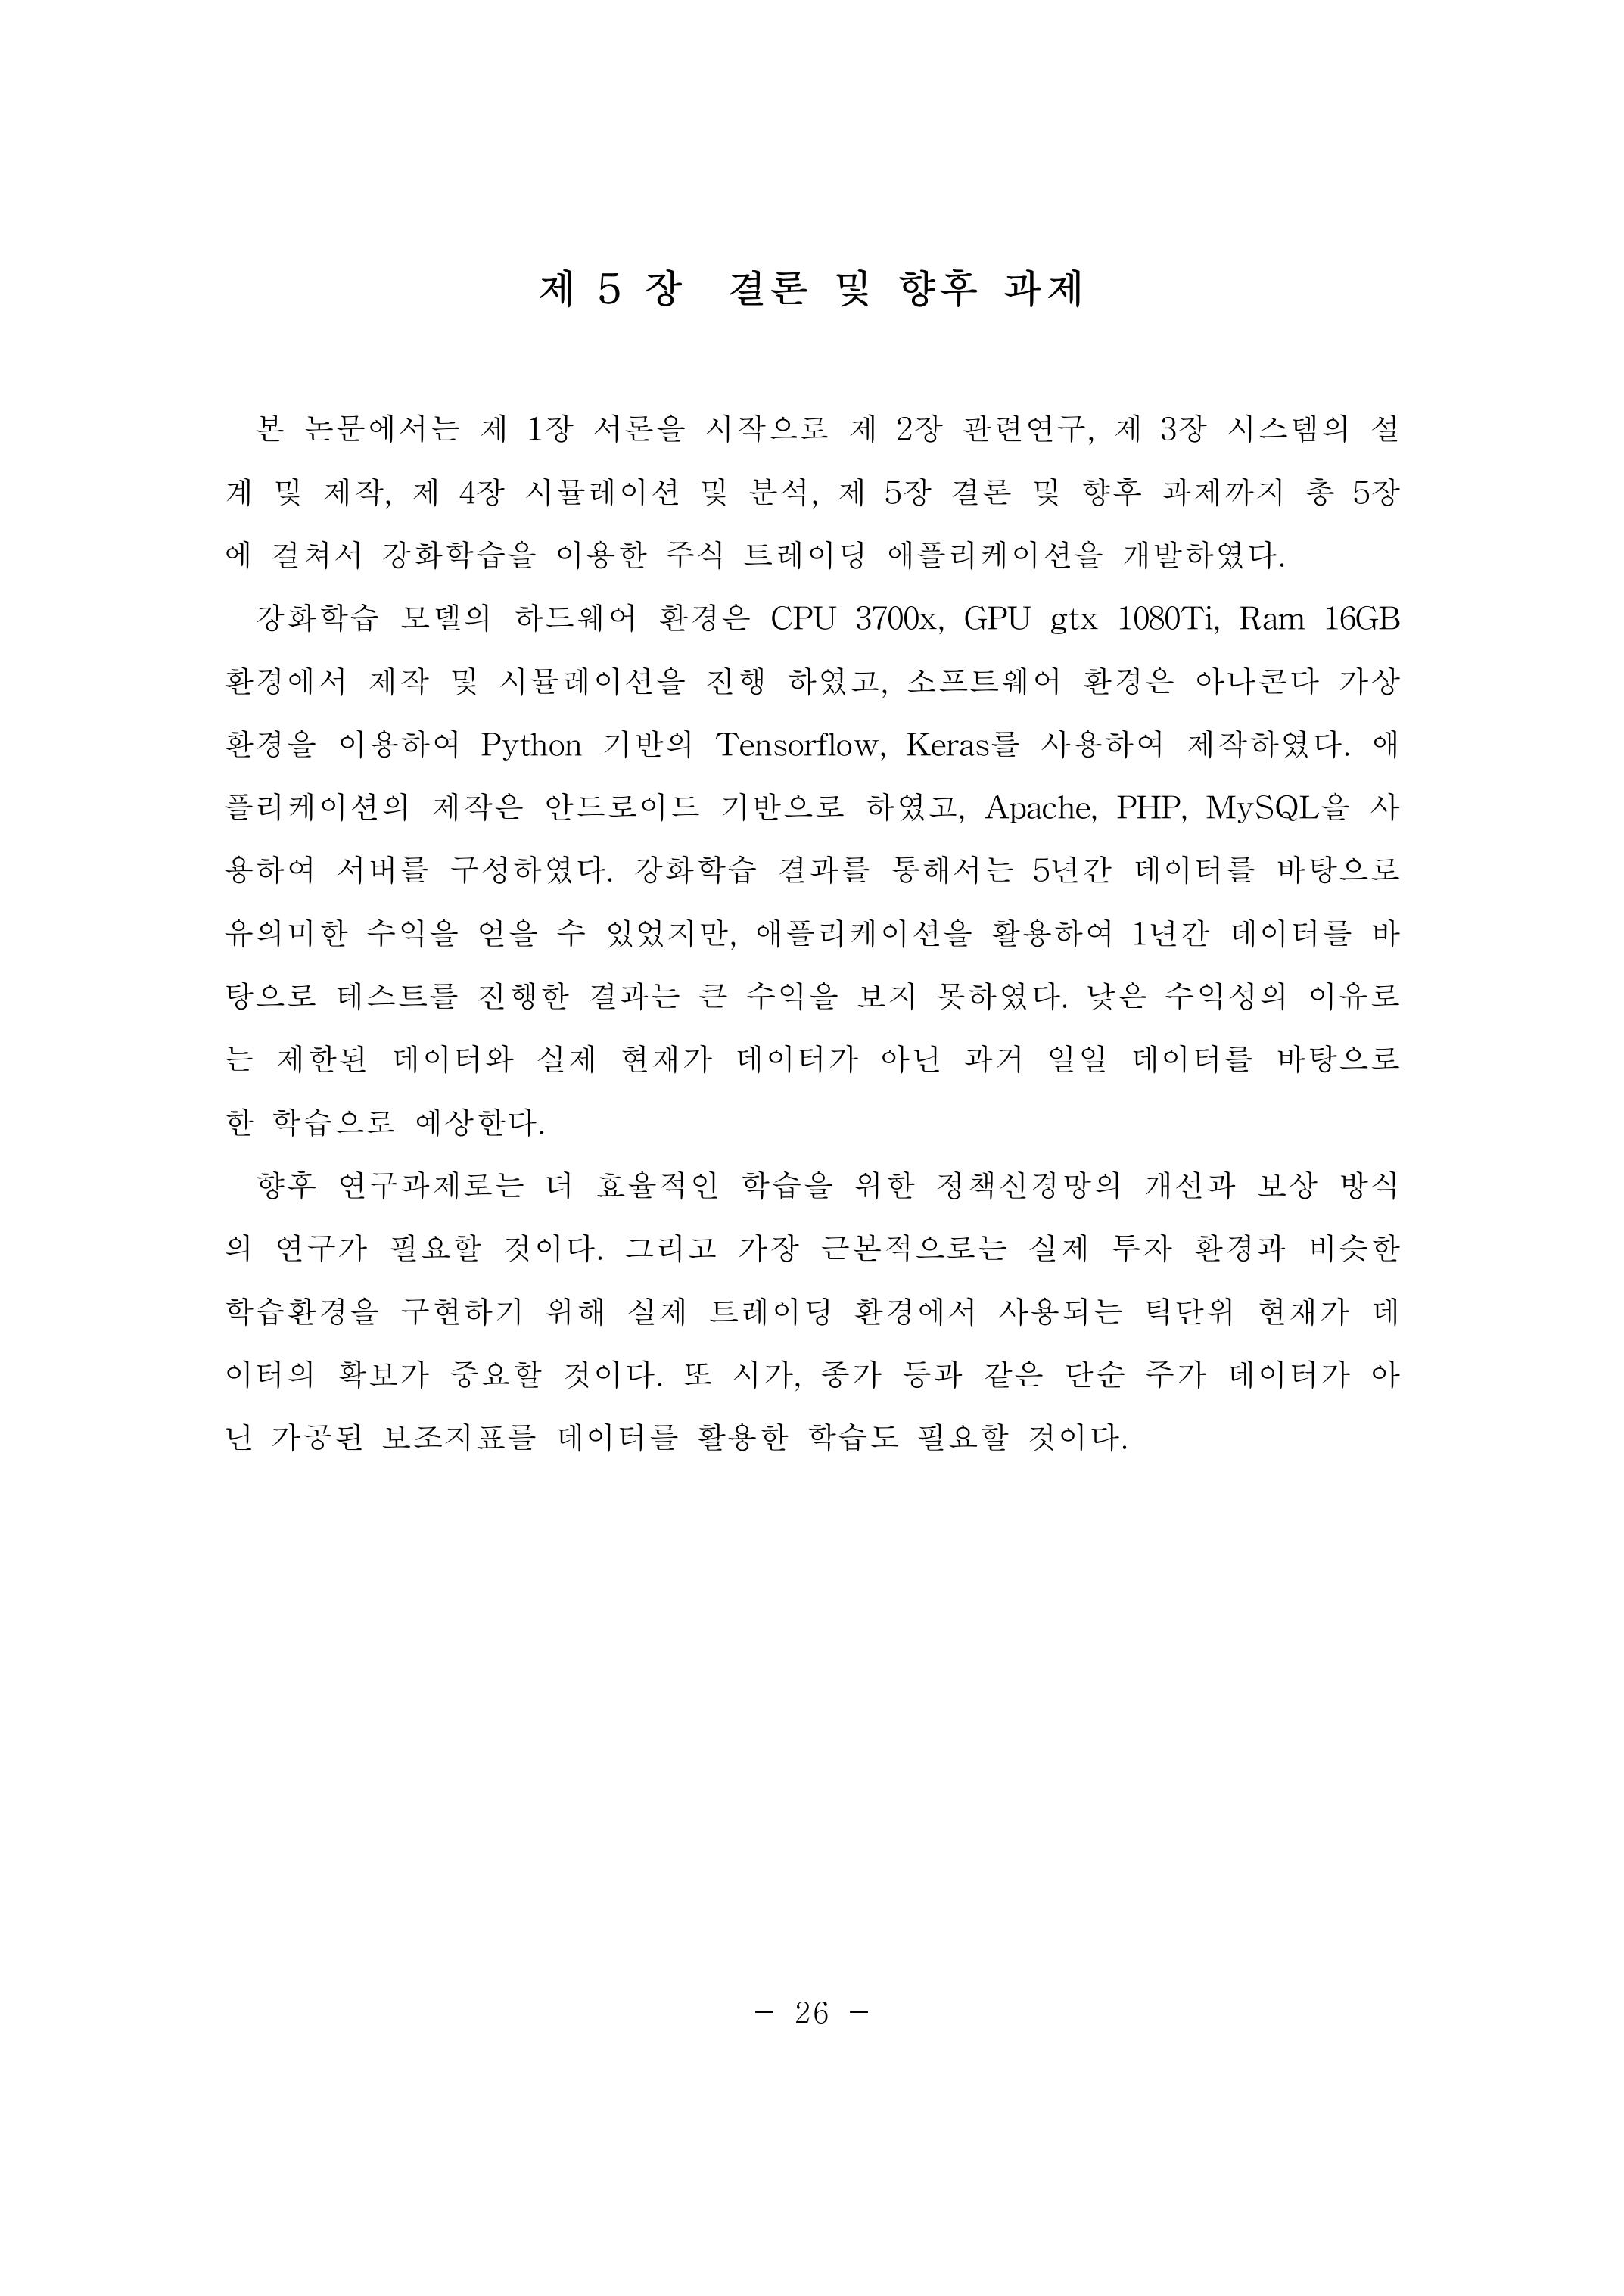 제 5 장 결론 및 향후 과제
본 논문에서는 제 1장 서론을 시작으로 제 2장 관련연구, 제 3장 시스템의 설
계 및 제작, 제 4장 시뮬레이션 및 분석, 제 5장 결론 및 향후 과제까지 총 5장
에 걸쳐서 강화학습을 이용한 주식 트레이딩 애플리케이션을 개발하였다.
강화학습 모델의 하드웨어 환경은 CPU 3700x, GPU gtx 1080Ti, Ram 16GB
환경에서 제작 및 시뮬레이션을 진행 하였고, 소프트웨어 환경은 아나콘다 가상
환경을 이용하여 Python 기반의 Tensorflow, Keras를 사용하여 제작하였다. 애
플리케이션의 제작은 안드로이드 기반으로 하였고, Apache, PHP, MySQL을 사
용하여 서버를 구성하였다. 강화학습 결과를 통해서는 5년간 데이터를 바탕으로
유의미한 수익을 얻을 수 있었지만, 애플리케이션을 활용하여 1년간 데이터를 바
탕으로 테스트를 진행한 결과는 큰 수익을 보지 못하였다. 낮은 수익성의 이유로
는 제한된 데이터와 실제 현재가 데이터가 아닌 과거 일일 데이터를 바탕으로
한 학습으로 예상한다.
향후 연구과제로는 더 효율적인 학습을 위한 정책신경망의 개선과 보상 방식
의 연구가 필요할 것이다. 그리고 가장 근본적으로는 실제 투자 환경과 비슷한
학습환경을 구현하기 위해 실제 트레이딩 환경에서 사용되는 틱단위 현재가 데
이터의 확보가 중요할 것이다. 또 시가, 종가 등과 같은 단순 주가 데이터가 아
닌 가공된 보조지표를 데이터를 활용한 학습도 필요할 것이다.
- 26 -